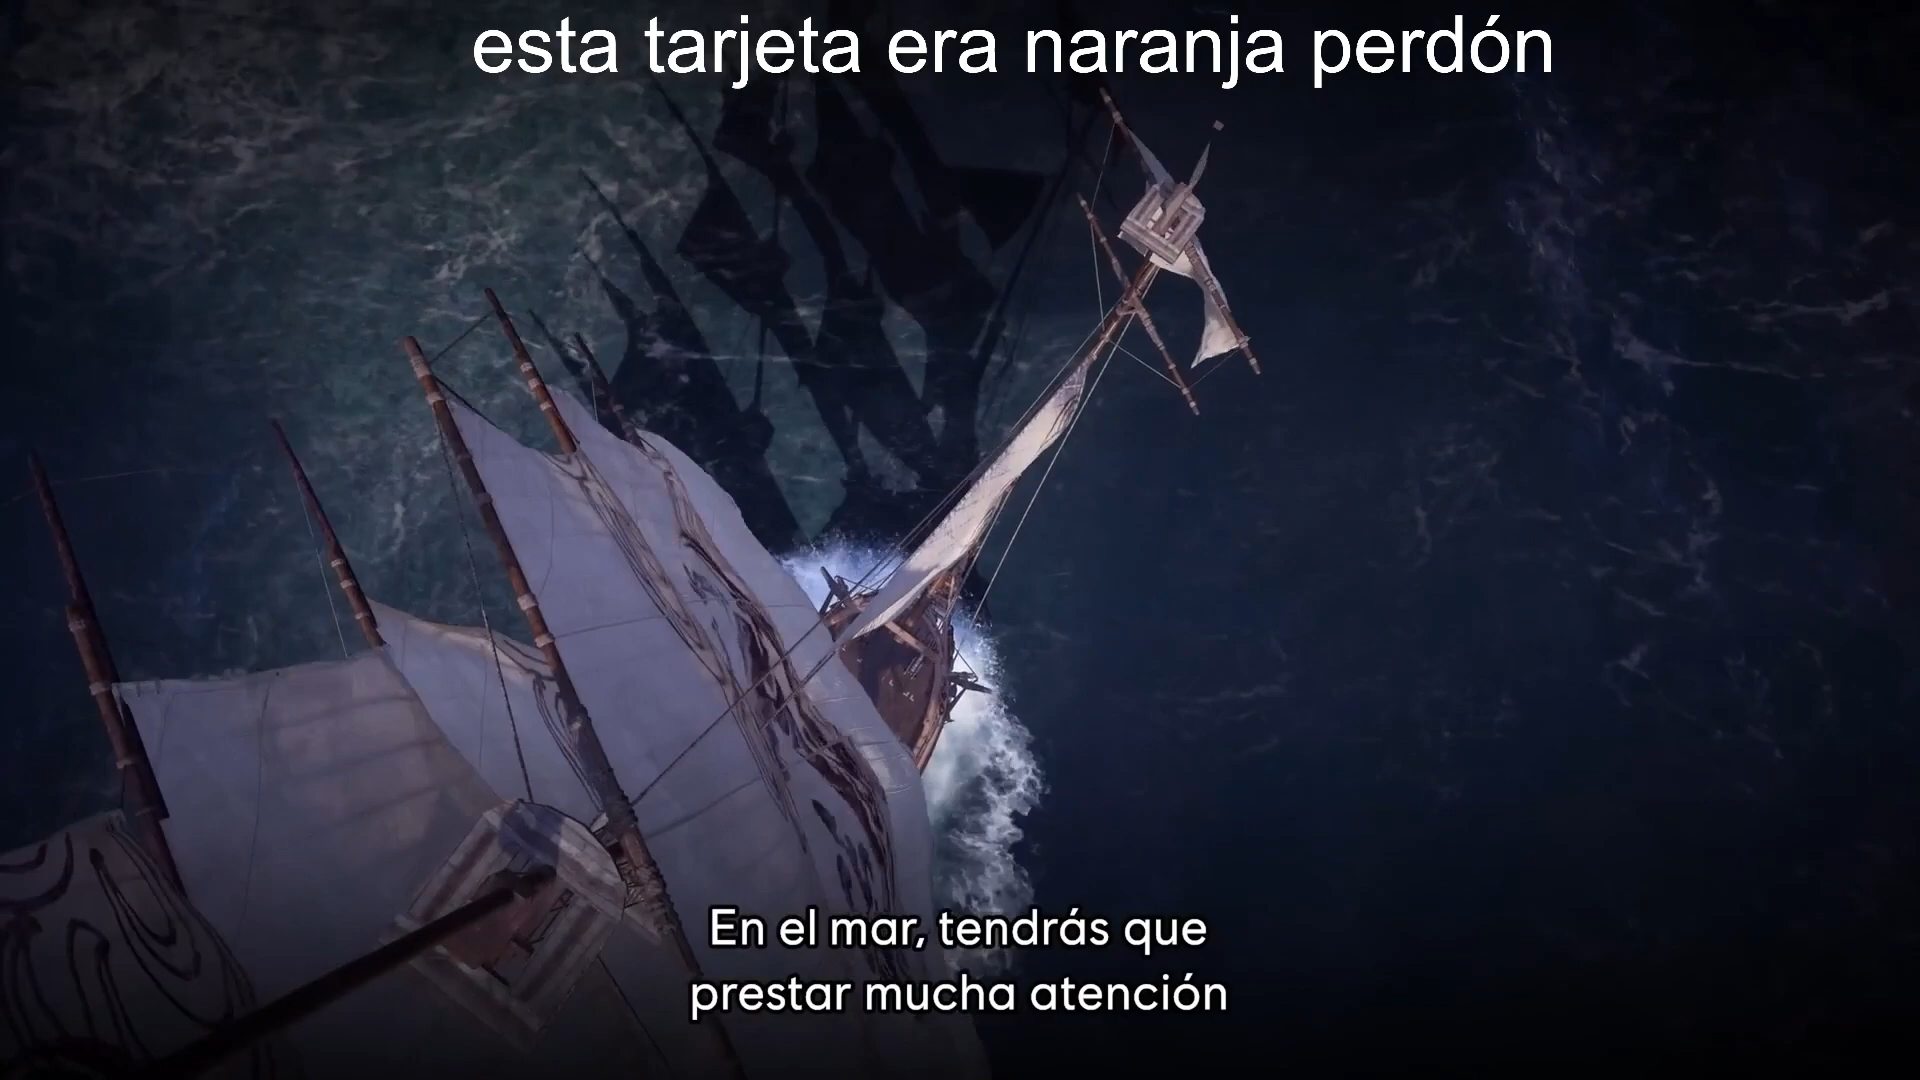 esta tarjeta era naranja perdón
En el mar, tendrás que
prestar mucha atención